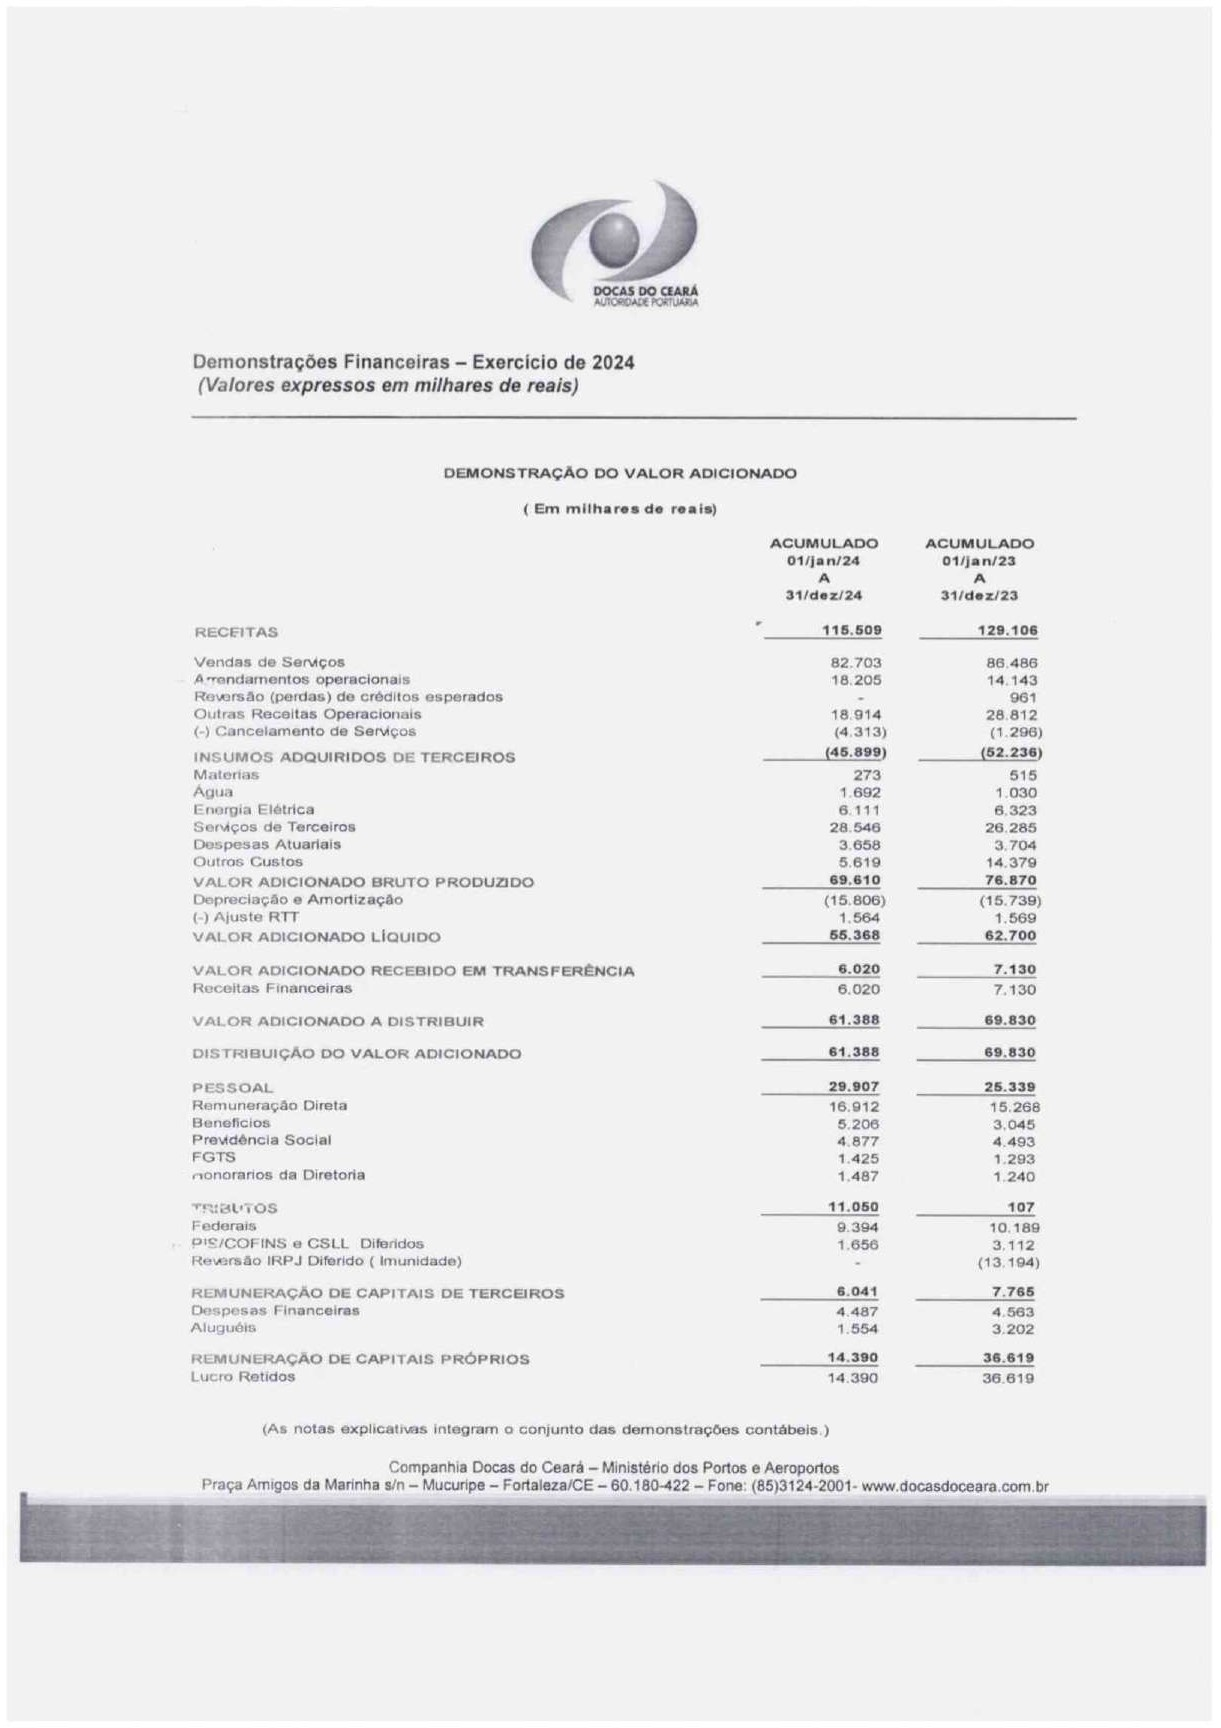 DOCAS DO CEARÁ
AUTORIDADE PORTUÁRIA
Demonstrações Financeiras – Exercício de 2024
(Valores expressos em milhares de reais)
DEMONSTRAÇÃO DO VALOR ADICIONADO
( Em milhares de reais)
ACUMULADO ACUMULADO
01/jan/24 01/jan/23
A A
31/dez/24 31/dez/23
RECEITAS 115.509 129.106
Vendas de Serviços 82.703 86.486
Arrendamentos operacionais 18.205 14.143
Reversão (perdas) de créditos esperados - 961
Outras Receitas Operacionais 18.914 28.812
(-) Cancelamento de Serviços (4.313) (1.296)
INSUMOS ADQUIRIDOS DE TERCEIROS (45.899) (52.236)
Materias 273 515
Água 1.692 1.030
Energia Elétrica 6.111 6.323
Serviços de Terceiros 28.546 26.285
Despesas Atuariais 3.658 3.704
Outros Custos 5.619 14.379
VALOR ADICIONADO BRUTO PRODUZIDO 69.610 76.870
Depreciação e Amortização (15.806) (15.739)
(-) Ajuste RTT 1.564 1.569
VALOR ADICIONADO LÍQUIDO 55.368 62.700
VALOR ADICIONADO RECEBIDO EM TRANSFERÊNCIA 6.020 7.130
Receitas Financeiras 6.020 7.130
VALOR ADICIONADO A DISTRIBUIR 61.388 69.830
DISTRIBUIÇÃO DO VALOR ADICIONADO 61.388 69.830
PESSOAL 29.907 25.339
Remuneração Direta 16.912 15.268
Benefícios 5.206 3.045
Previdência Social 4.877 4.493
FGTS 1.425 1.293
Honorarios da Diretoria 1.487 1.240
TRIBUTOS 11.050 107
Federais 9.394 10.189
PIS/COFINS e CSLL Diferidos 1.656 3.112
Reversão IRPJ Diferido ( Imunidade) - (13.194)
REMUNERAÇÃO DE CAPITAIS DE TERCEIROS 6.041 7.765
Despesas Financeiras 4.487 4.563
Aluguéis 1.554 3.202
REMUNERAÇÃO DE CAPITAIS PRÓPRIOS 14.390 36.619
Lucro Retidos 14.390 36.619
(As notas explicativas integram o conjunto das demonstrações contábeis.)
Companhia Docas do Ceará – Ministério dos Portos e Aeroportos
Praça Amigos da Marinha s/n – Mucuripe – Fortaleza/CE – 60.180-422 – Fone: (85)3124-2001- www.docasdoceara.com.br